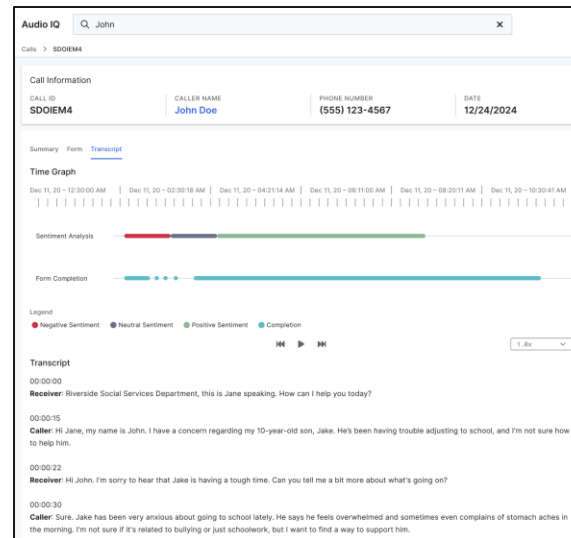 Audio IQ
John
Calls > SDOIEM4
Call Information
CALL ID
CALLER NAME
PHONE NUMBER
DATE
SDOIEM4
John Doe
(555) 123-4567
12/24/2024
Summary Form Transcript
Time Graph
Dec 11, 20 – 12:30:00 AM | Dec 11, 20 – 02:30:18 AM | Dec 11, 20 – 04:21:14 AM | Dec 11, 20 – 06:11:00 AM | Dec 11, 20 – 08:20:11 AM | Dec 11, 20 – 10:30:41 AM
Sentiment Analysis
Form Completion
Legend
Negative Sentiment Neutral Sentiment Positive Sentiment Completion
1.0x
Transcript
00:00:00
Receiver: Riverside Social Services Department, this is Jane speaking. How can I help you today?
00:00:15
Caller: Hi Jane, my name is John. I have a concern regarding my 10-year-old son, Jake. He's been having trouble adjusting to school, and I'm not sure how
to help him.
00:00:22
Receiver: Hi John. I'm sorry to hear that Jake is having a tough time. Can you tell me a bit more about what's going on?
00:00:30
Caller: Sure. Jake has been very anxious about going to school lately. He says he feels overwhelmed and sometimes even complains of stomach aches in
the morning. I'm not sure if it's related to bullying or just schoolwork, but I want to find a way to support him.